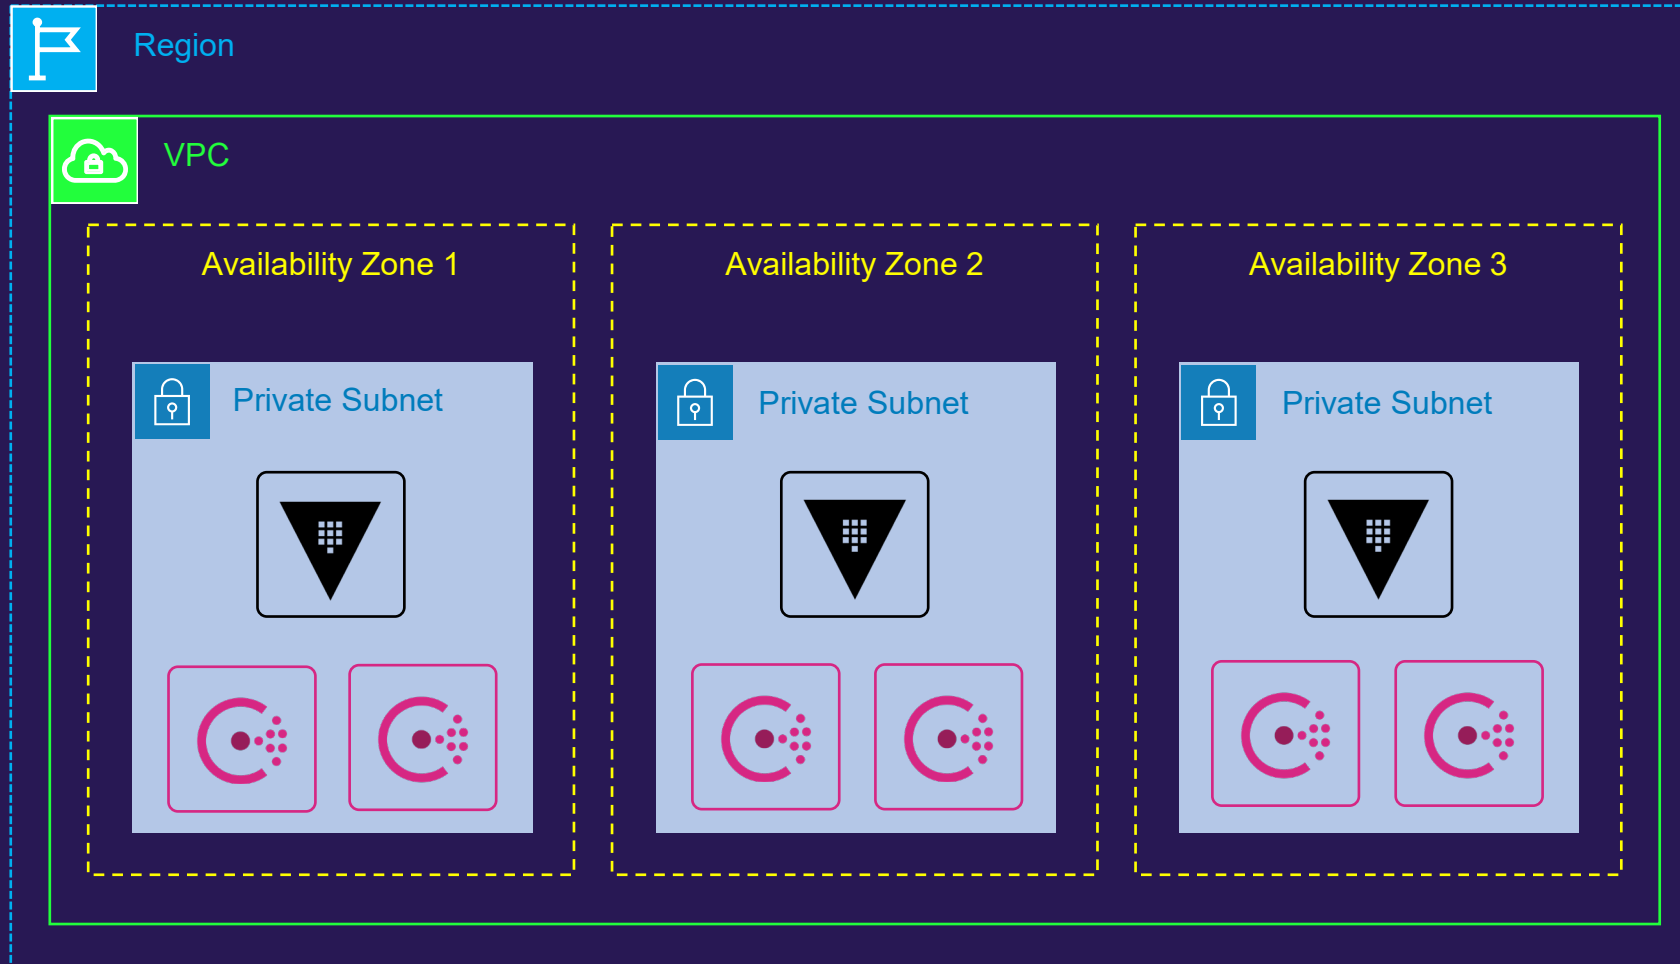 Region
VPC
Availability Zone 1
Availability Zone 2
Availability Zone 3
Private Subnet
Private Subnet
Private Subnet